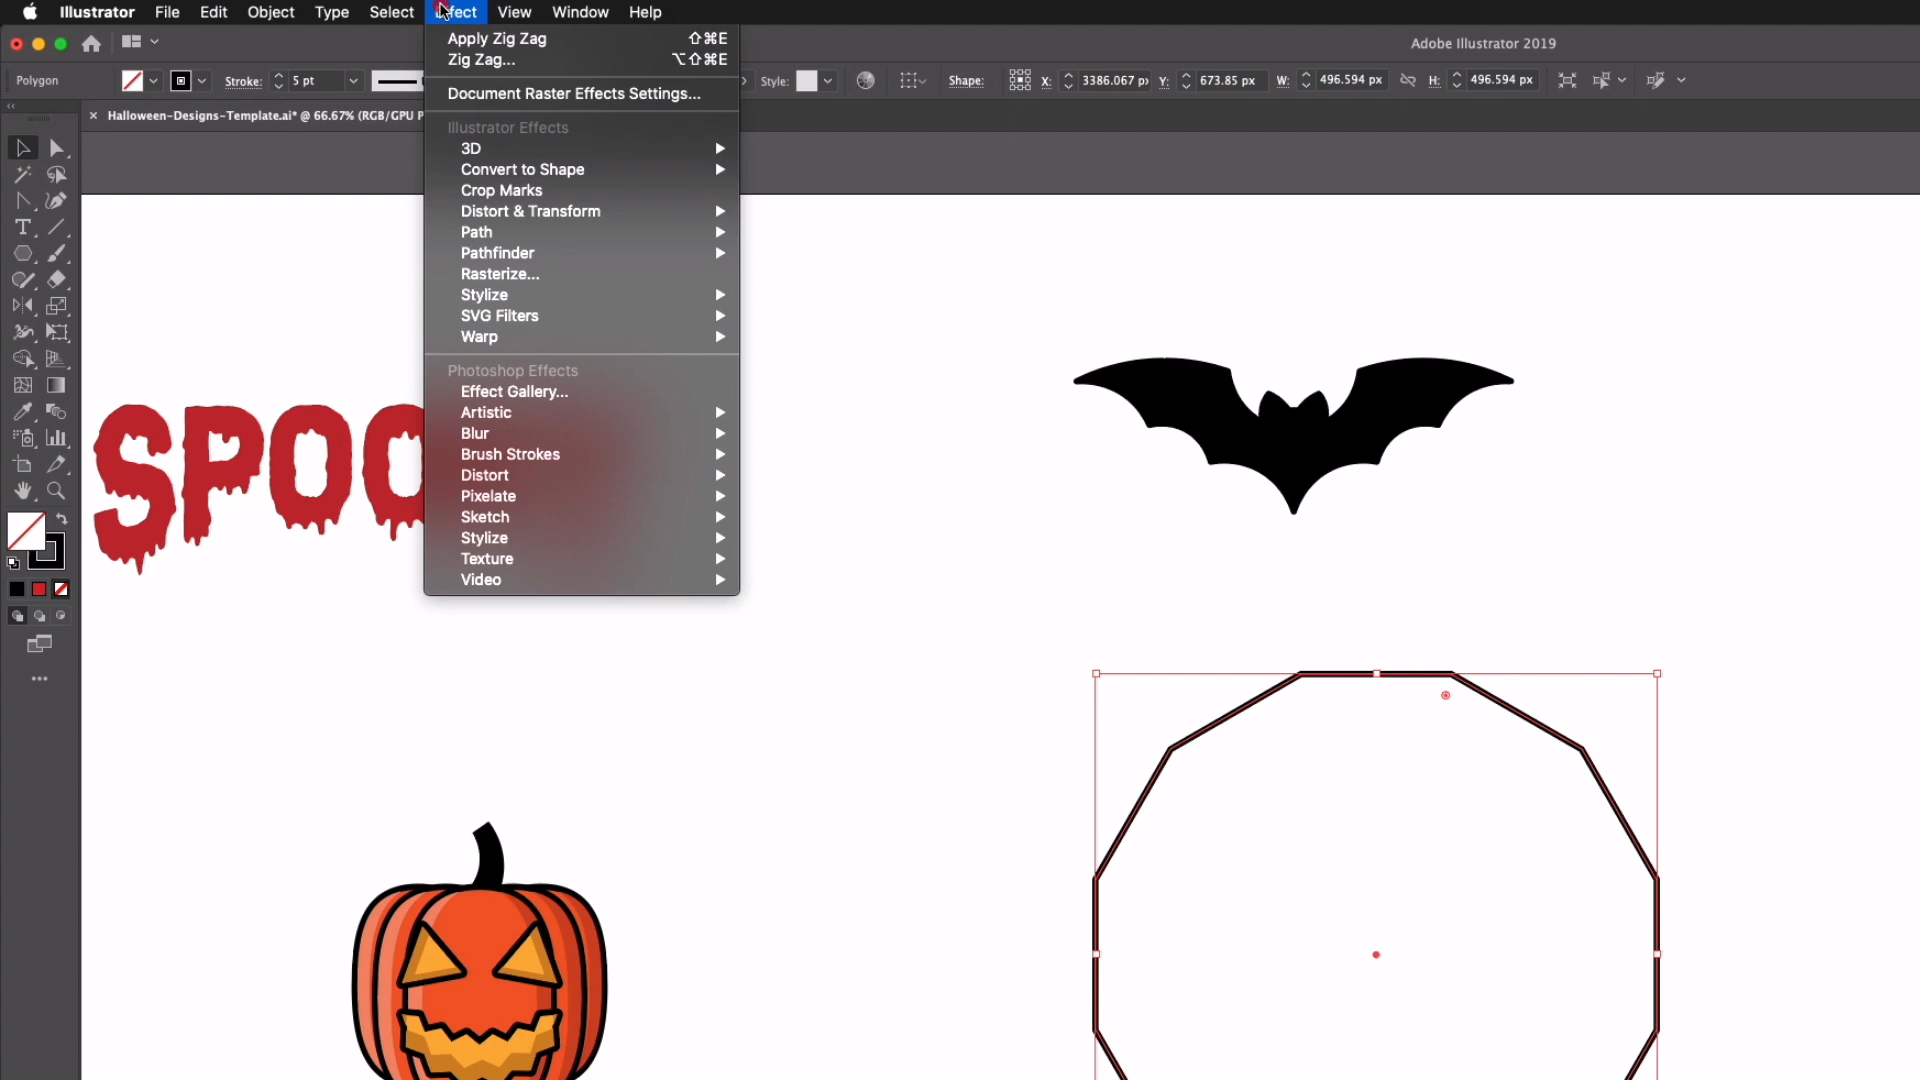 Illustrator File Edit Object Type Select Effect View Window Help
Adobe Illustrator 2019
Polygon Stroke: 5 pt Style: Shape: X: 3386.067 px Y: 673.85 px W: 496.594 px H: 496.594 px
Halloween-Designs-Template.ai* @ 66.67% (RGB/GPU P
Apply Zig Zag ⇧⌘E
Zig Zag... ⌥⇧⌘E
Document Raster Effects Settings...
Illustrator Effects
3D
Convert to Shape
Crop Marks
Distort & Transform
Path
Pathfinder
Rasterize...
Stylize
SVG Filters
Warp
Photoshop Effects
Effect Gallery...
Artistic
Blur
Brush Strokes
Distort
Pixelate
Sketch
Stylize
Texture
Video
SPOO